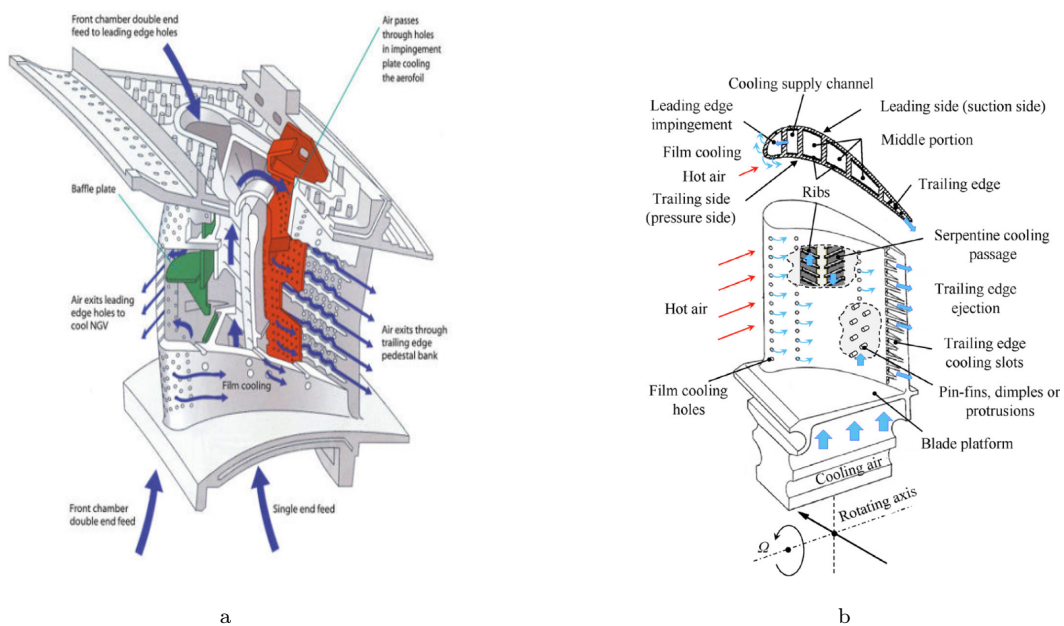 Front chamber double end
feed to leading edge holes
Air passes
through holes
in impingement
plate cooling
the aerofoil
Baffle plate
Air exits leading
edge holes to
cool NGV
Film cooling
Air exits through
trailing edge
pedestal bank
Front chamber
double end feed
Single end feed
a
Cooling supply channel
Leading edge
impingement
Leading side (suction side)
Middle portion
Film cooling
Hot air
Trailing side
(pressure side)
Ribs
Trailing edge
Serpentine cooling
passage
Hot air
Trailing edge
ejection
Trailing edge
cooling slots
Film cooling
holes
Pin-fins, dimples or
protrusions
Blade platform
Cooling air
Rotating axis
Ω
b